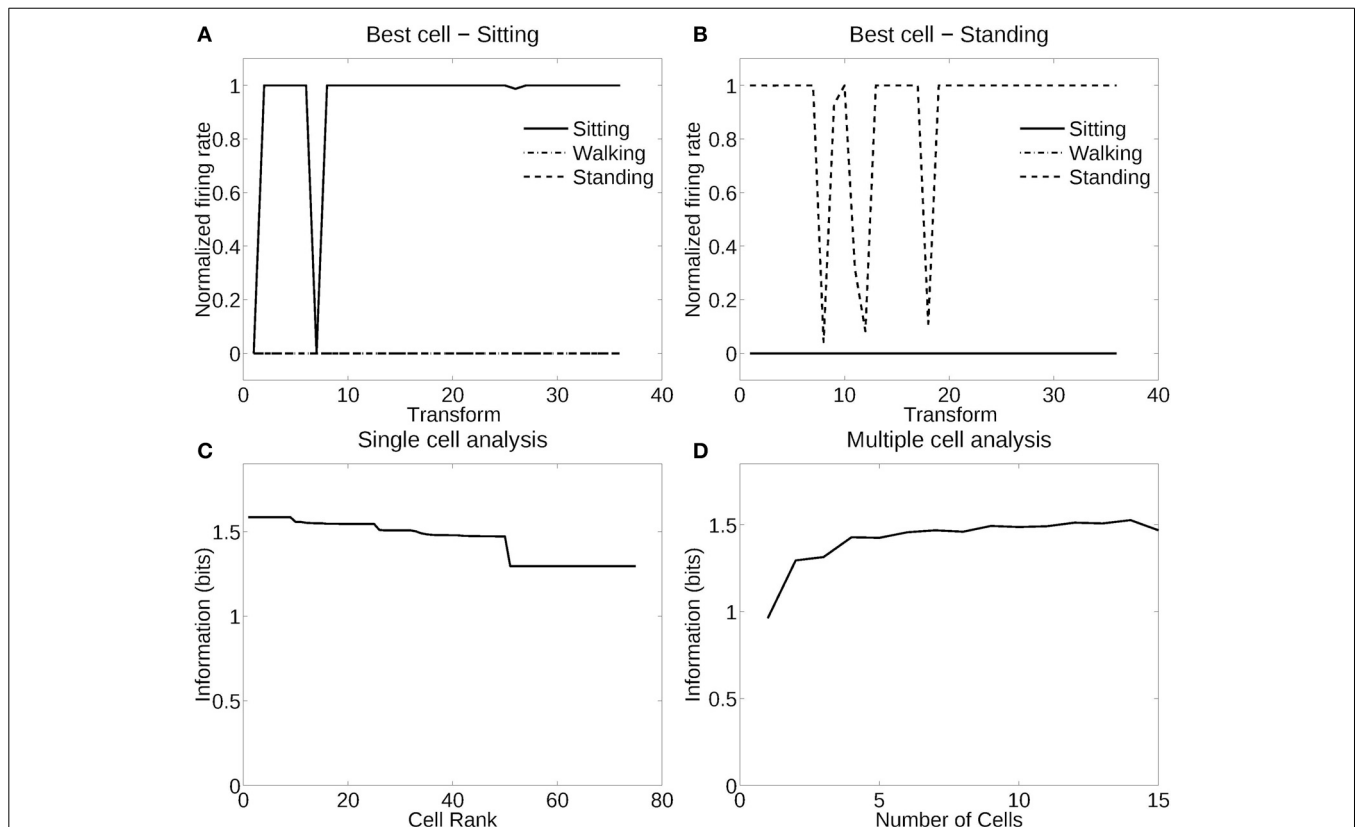 A
Best cell − Sitting
Normalized firing rate
1
0.8
0.6
0.4
0.2
0
Sitting
Walking
Standing
0 10 20 30 40
Transform
B
Best cell − Standing
Normalized firing rate
1
0.8
0.6
0.4
0.2
0
Sitting
Walking
Standing
0 10 20 30 40
Transform
C
Single cell analysis
Information (bits)
1.5
1
0.5
0
0 20 40 60 80
Cell Rank
D
Multiple cell analysis
Information (bits)
1.5
1
0.5
0
0 5 10 15
Number of Cells